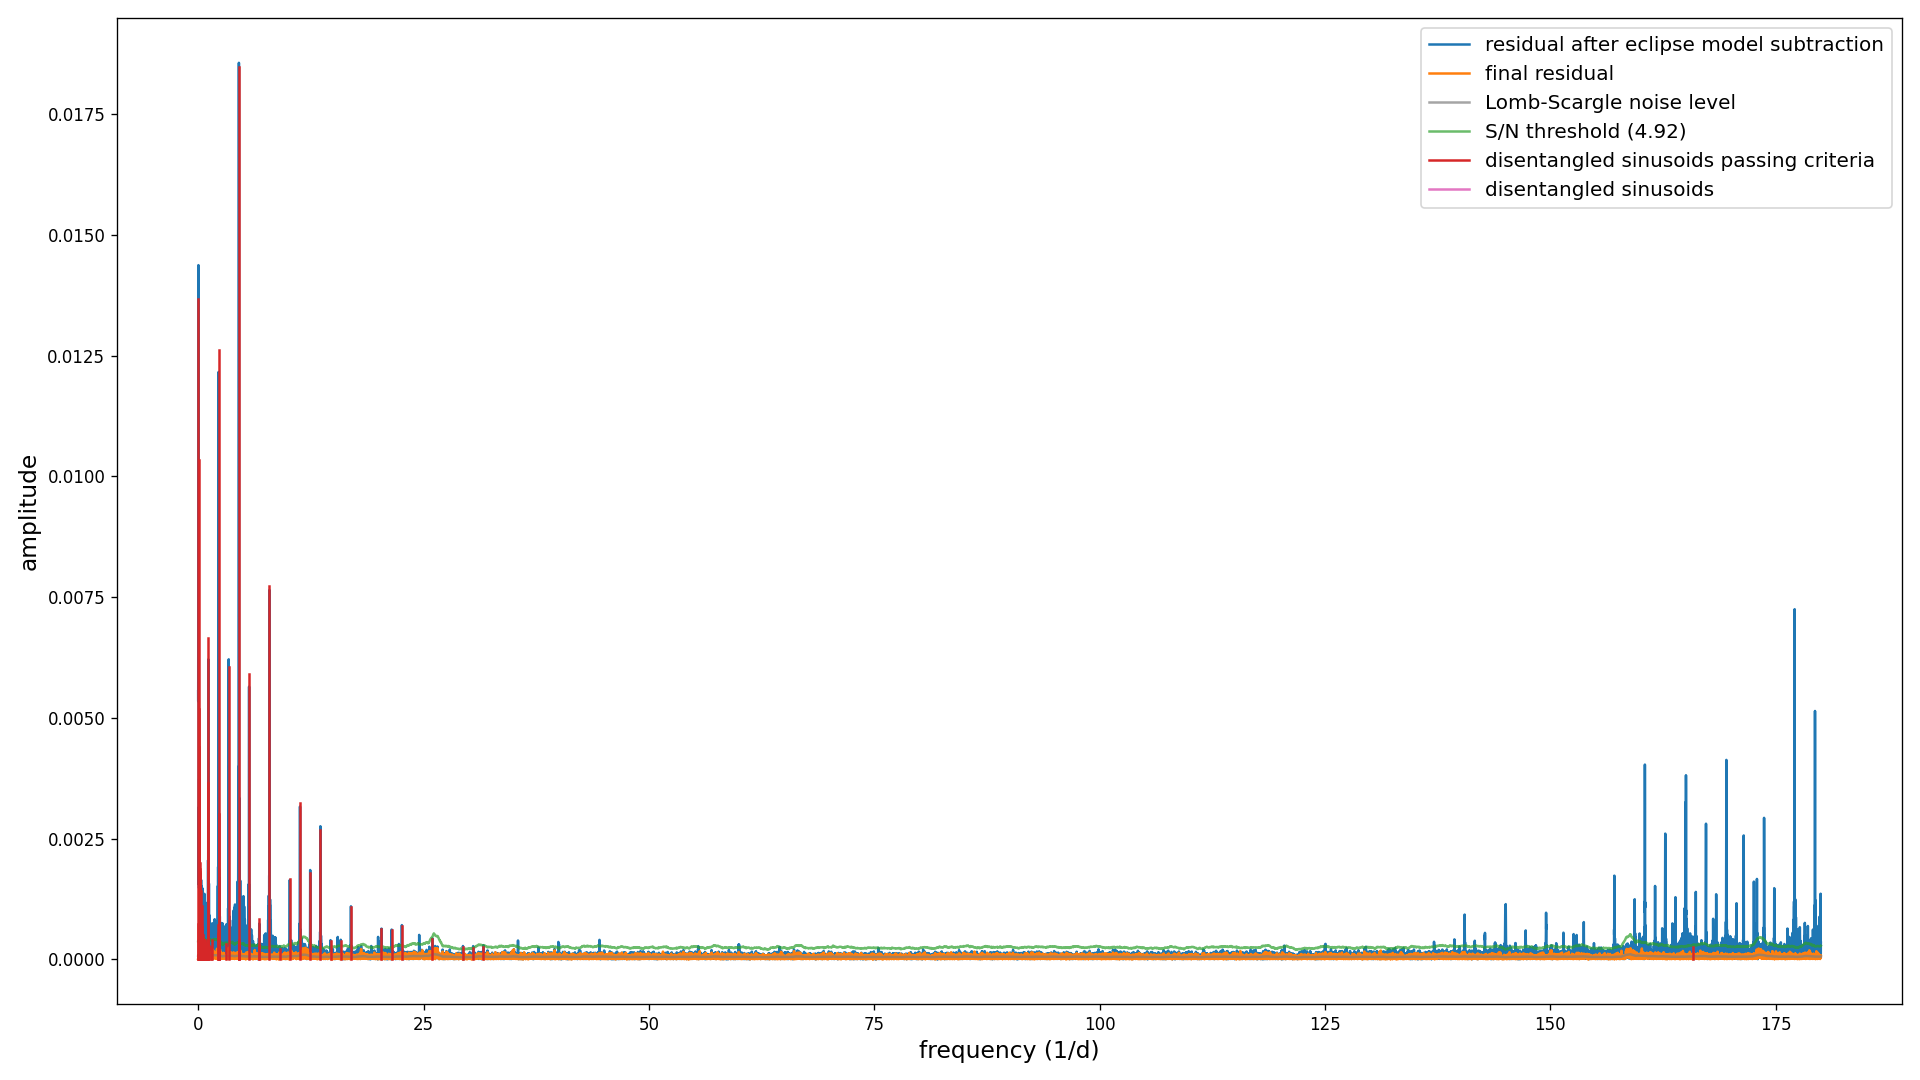 residual after eclipse model subtraction
final residual
Lomb-Scargle noise level
S/N threshold (4.92)
disentangled sinusoids passing criteria
disentangled sinusoids
0.0175
0.0150
0.0125
0.0100
0.0075
0.0050
0.0025
0.0000
amplitude
0 25 50 75 100 125 150 175
frequency (1/d)